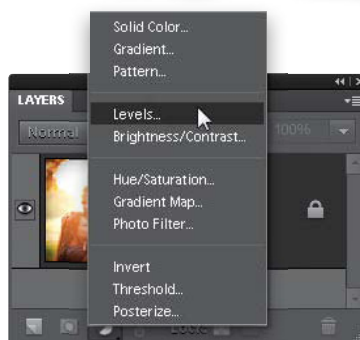 Solid Color...
Gradient...
Pattern...
LAYERS
Levels...
Normal
Brightness/Contrast...
100%
Hue/Saturation...
Gradient Map...
Photo Filter...
Invert
Threshold...
Posterize...